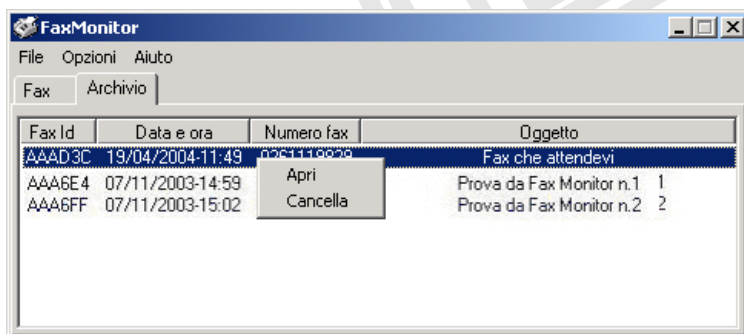 FaxMonitor
File Opzioni Aiuto
Fax Archivio
Fax Id Data e ora Numero fax Oggetto
AAAD3C 19/04/2004-11:49 Fax che attendevi
AAA6E4 07/11/2003-14:59 Apri Prova da Fax Monitor n.1 1
AAA6FF 07/11/2003-15:02 Cancella Prova da Fax Monitor n.2 2